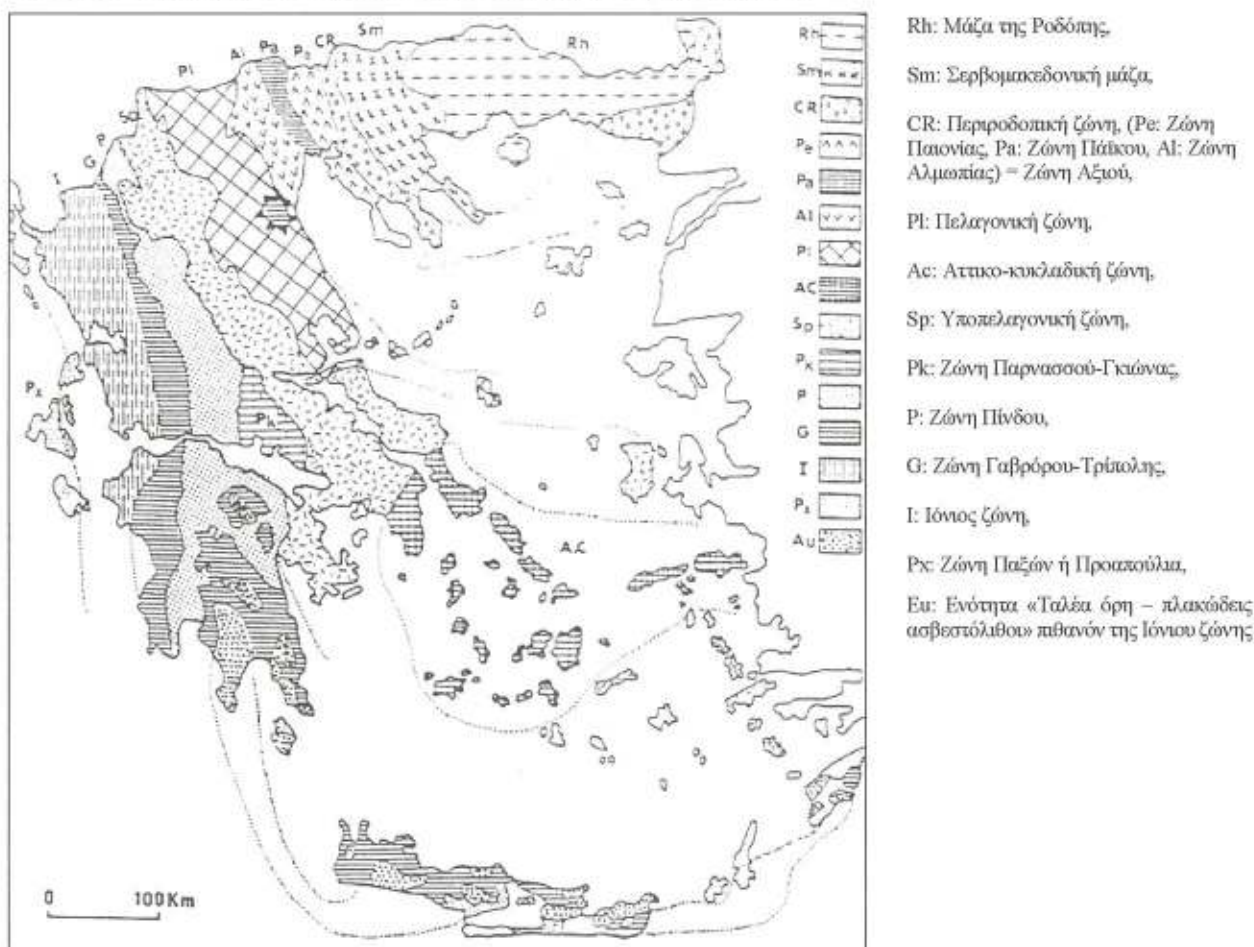 Pl
Al
Pa
Pe
CR
Sm
Rh
So
P
G
I
Px
Pk
AC
0 100Km
Rh
Sm
CR
Pe
Pa
Al
Pl
AC
So
Pk
P
G
I
Px
Au
Rh: Μάζα της Ροδόπης,
Sm: Σερβομακεδονική μάζα,
CR: Περιροδοπική ζώνη, (Pe: Ζώνη
Παιονίας, Pa: Ζώνη Πάϊκου, Al: Ζώνη
Αλμωπίας) = Ζώνη Αξιού,
Pl: Πελαγονική ζώνη,
Ac: Αττικο-κυκλαδική ζώνη,
Sp: Υποπελαγονική ζώνη,
Pk: Ζώνη Παρνασσού-Γκιώνας,
P: Ζώνη Πίνδου,
G: Ζώνη Γαβρόρου-Τρίπολης,
I: Ιόνιος ζώνη,
Px: Ζώνη Παξών ή Προαπούλια,
Eu: Ενότητα «Ταλέα όρη – πλακώδεις
ασβεστόλιθοι» πιθανόν της Ιόνιου ζώνης